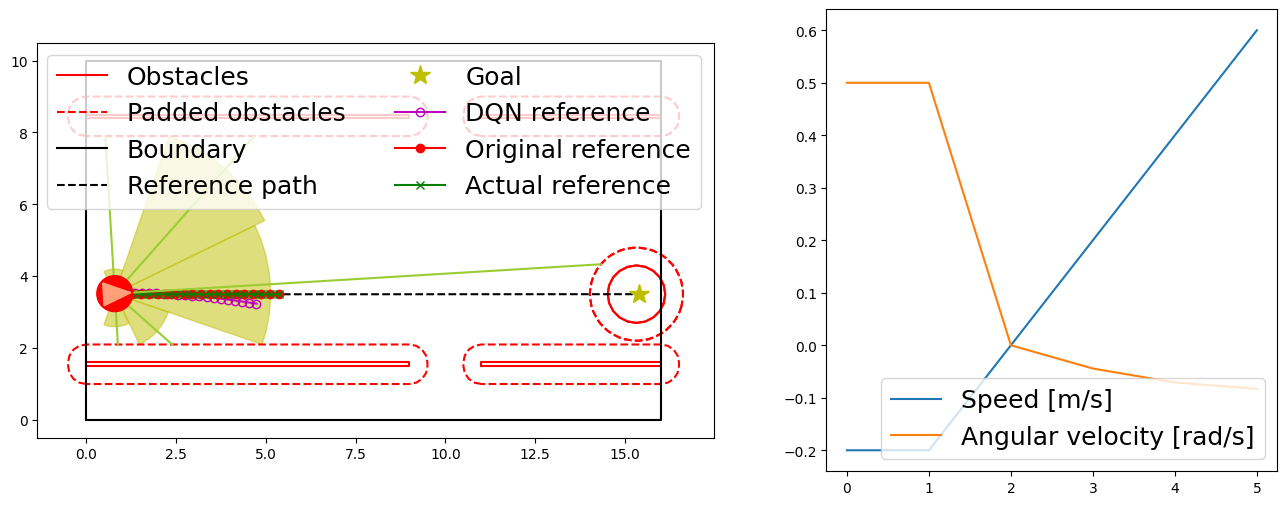 Obstacles
Padded obstacles
Boundary
Reference path
Goal
DQN reference
Original reference
Actual reference
10
8
6
4
2
0
0.0 2.5 5.0 7.5 10.0 12.5 15.0
0.6
0.5
0.4
0.3
0.2
0.1
0.0
−0.1
−0.2
Speed [m/s]
Angular velocity [rad/s]
0 1 2 3 4 5